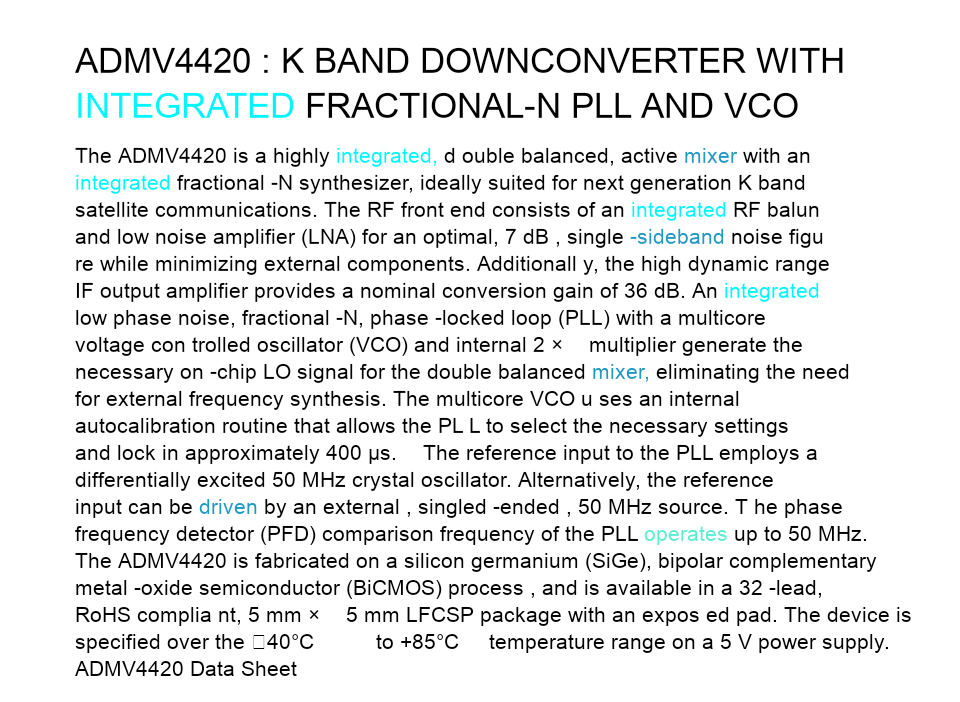 ADMV4420 : K BAND DOWNCONVERTER WITH
INTEGRATED FRACTIONAL-N PLL AND VCO
The ADMV4420 is a highly integrated, d ouble balanced, active mixer with an
integrated fractional -N synthesizer, ideally suited for next generation K band
satellite communications. The RF front end consists of an integrated RF balun
and low noise amplifier (LNA) for an optimal, 7 dB , single -sideband noise figu
re while minimizing external components. Additionall y, the high dynamic range
IF output amplifier provides a nominal conversion gain of 36 dB. An integrated
low phase noise, fractional -N, phase -locked loop (PLL) with a multicore
voltage con trolled oscillator (VCO) and internal 2 × multiplier generate the
necessary on -chip LO signal for the double balanced mixer, eliminating the need
for external frequency synthesis. The multicore VCO u ses an internal
autocalibration routine that allows the PL L to select the necessary settings
and lock in approximately 400 μs. The reference input to the PLL employs a
differentially excited 50 MHz crystal oscillator. Alternatively, the reference
input can be driven by an external , singled -ended , 50 MHz source. T he phase
frequency detector (PFD) comparison frequency of the PLL operates up to 50 MHz.
The ADMV4420 is fabricated on a silicon germanium (SiGe), bipolar complementary
metal -oxide semiconductor (BiCMOS) process , and is available in a 32 -lead,
RoHS complia nt, 5 mm × 5 mm LFCSP package with an expos ed pad. The device is
specified over the 40°C to +85°C temperature range on a 5 V power supply.
ADMV4420 Data Sheet